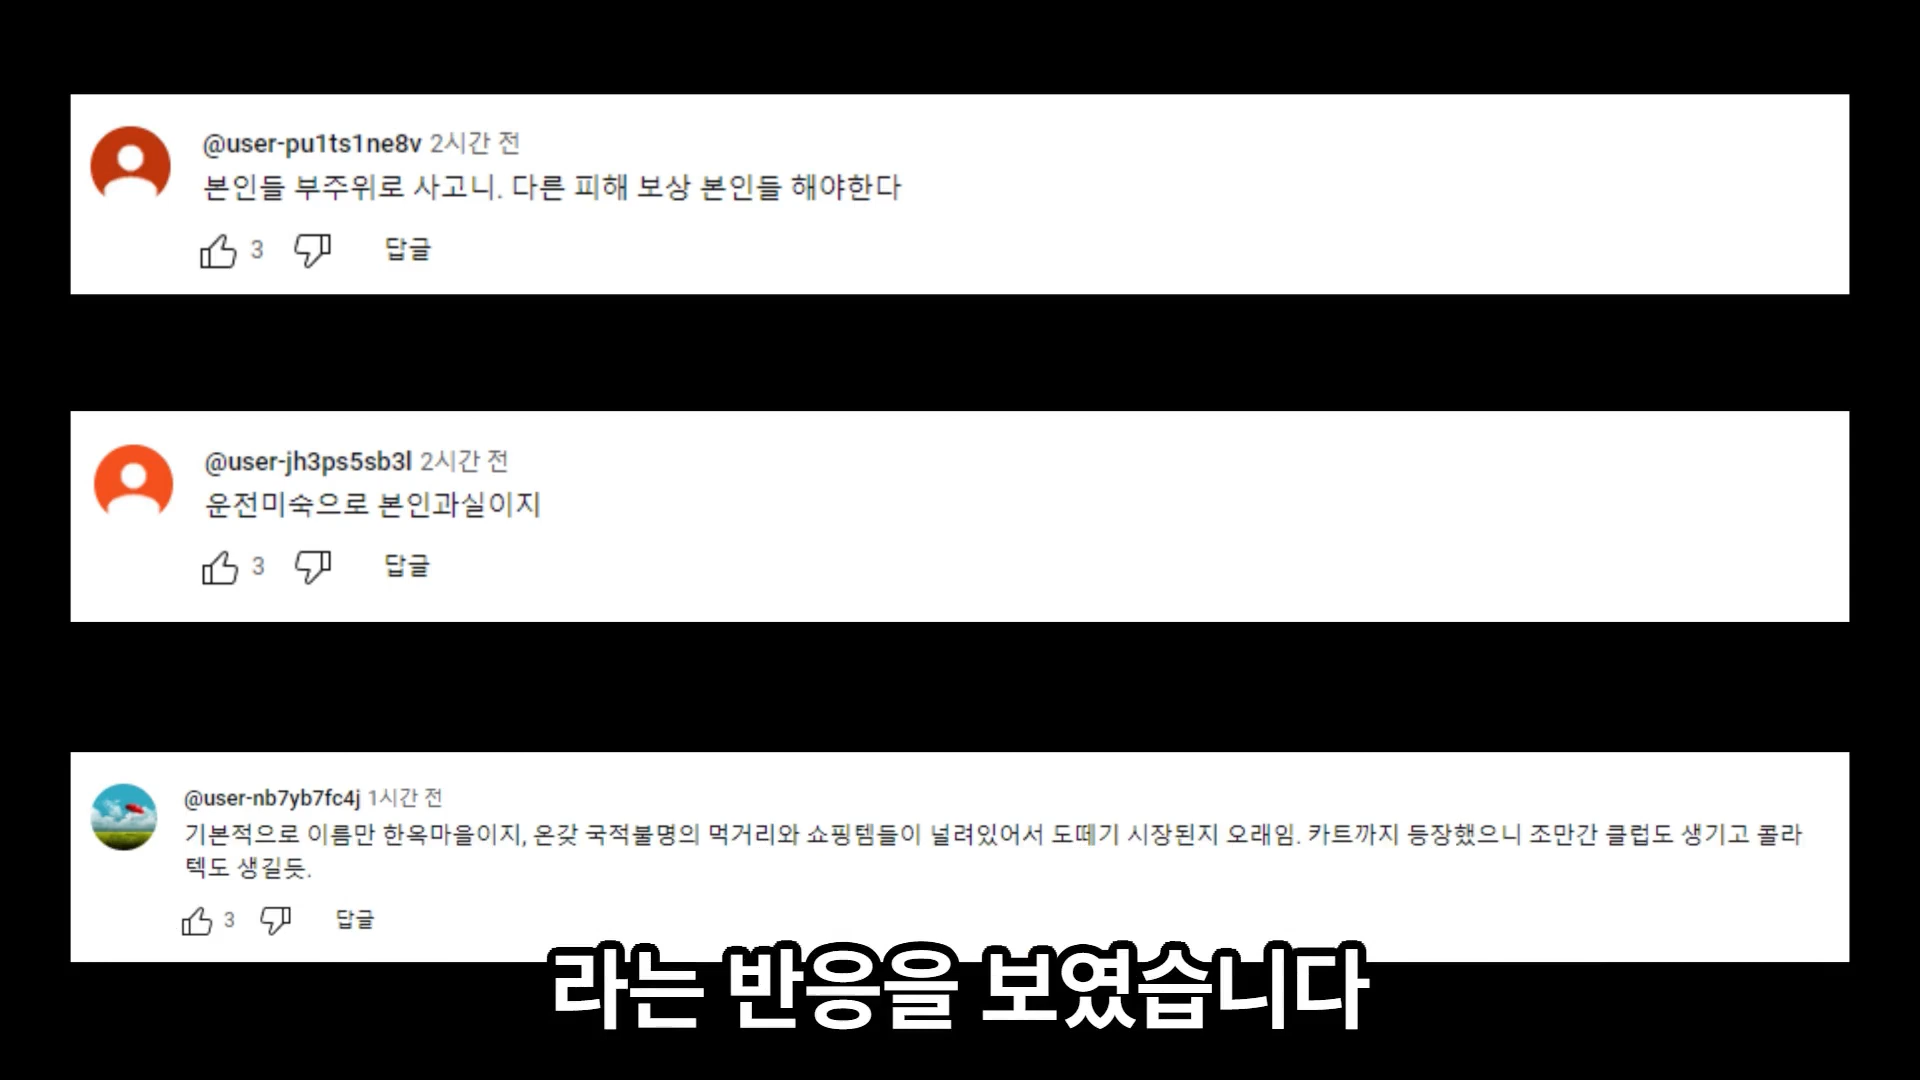 @user-pu1ts1ne8v 2시간 전
본인들 부주위로 사고니. 다른 피해 보상 본인들 해야한다
3 답글
@user-jh3ps5sb3l 2시간 전
운전미숙으로 본인과실이지
3 답글
@user-nb7yb7fc4j 1시간 전
기본적으로 이름만 한옥마을이지, 온갖 국적불명의 먹거리와 쇼핑템들이 널려있어서 도떼기 시장된지 오래임. 카트까지 등장했으니 조만간 클럽도 생기고 콜라
텍도 생길듯.
3 답글
라는 반응을 보였습니다